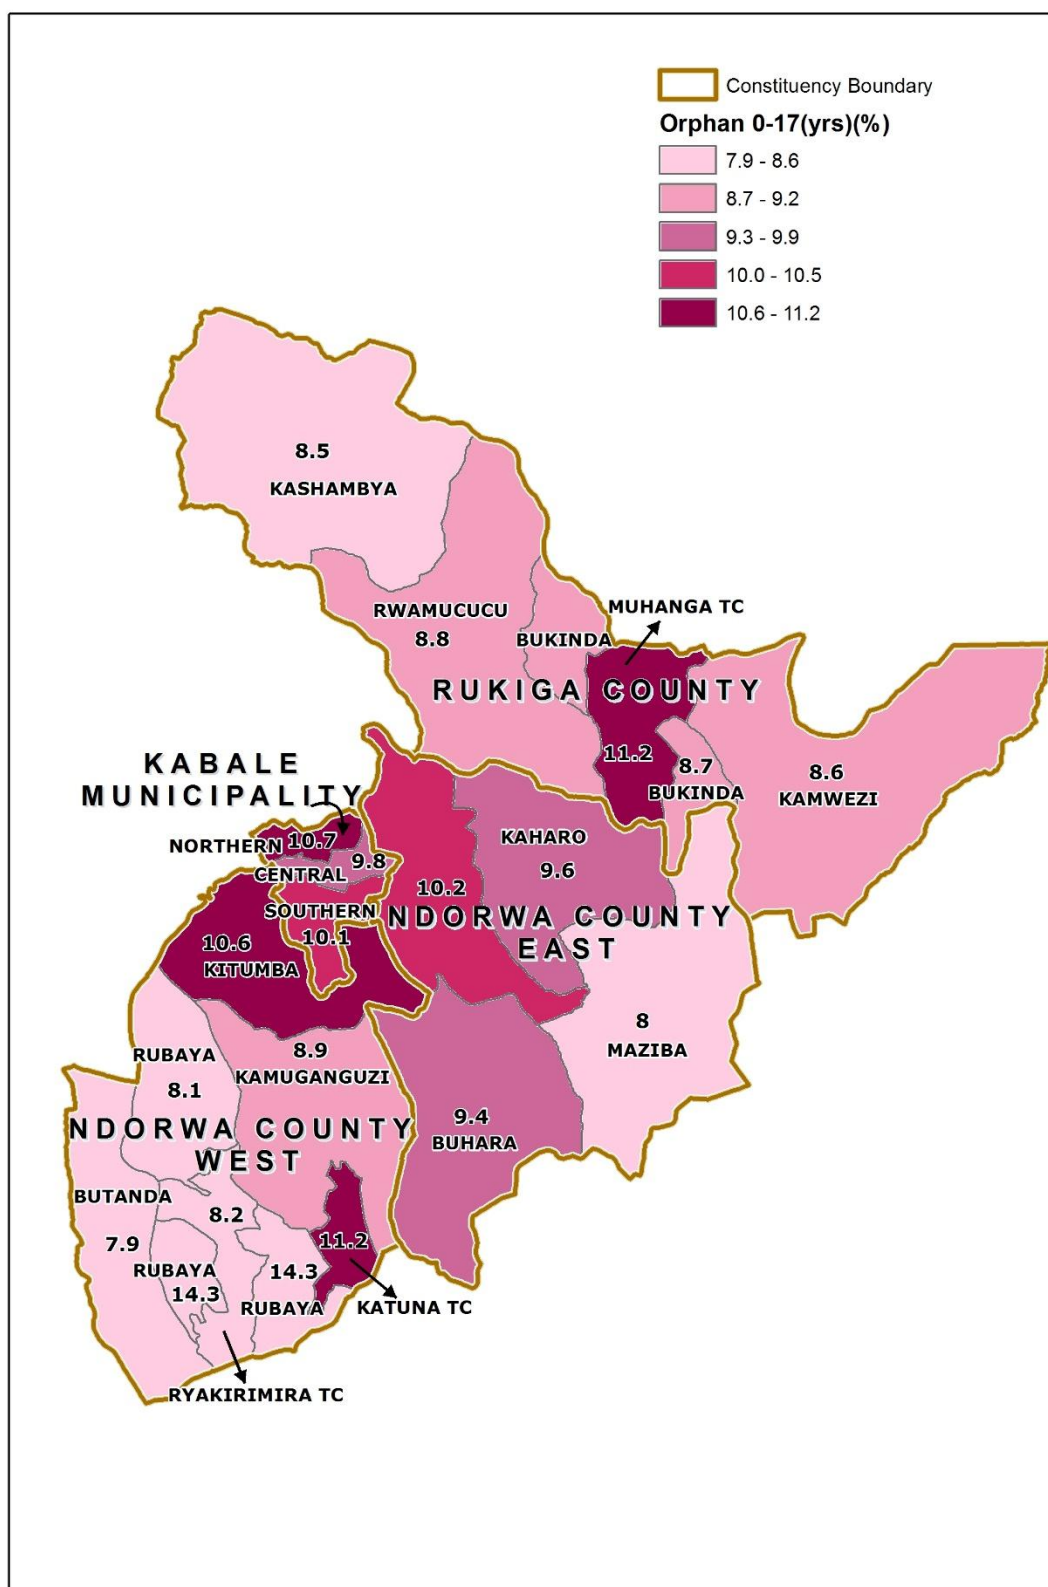 Constituency Boundary
Orphan 0-17(yrs)(%)
7.9 - 8.6
8.7 - 9.2
9.3 - 9.9
10.0 - 10.5
10.6 - 11.2
8.5
KASHAMBYA
RWAMUCUCU
8.8
BUKINDA
MUHANGA TC
RUKIGA COUNTY
11.2
8.7
BUKINDA
8.6
KAMWEZI
KABALE
MUNICIPALITY
NORTHERN
10.7
9.8
CENTRAL
SOUTHERN
10.1
10.2
KAHARO
9.6
NDORWA COUNTY
EAST
10.6
KITUMBA
8
MAZIBA
RUBAYA
8.1
8.9
KAMUGANGUZI
9.4
BUHARA
NDORWA COUNTY
WEST
BUTANDA
7.9
8.2
RUBAYA
14.3
14.3
RUBAYA
11.2
KATUNA TC
RYAKIRIMIRA TC